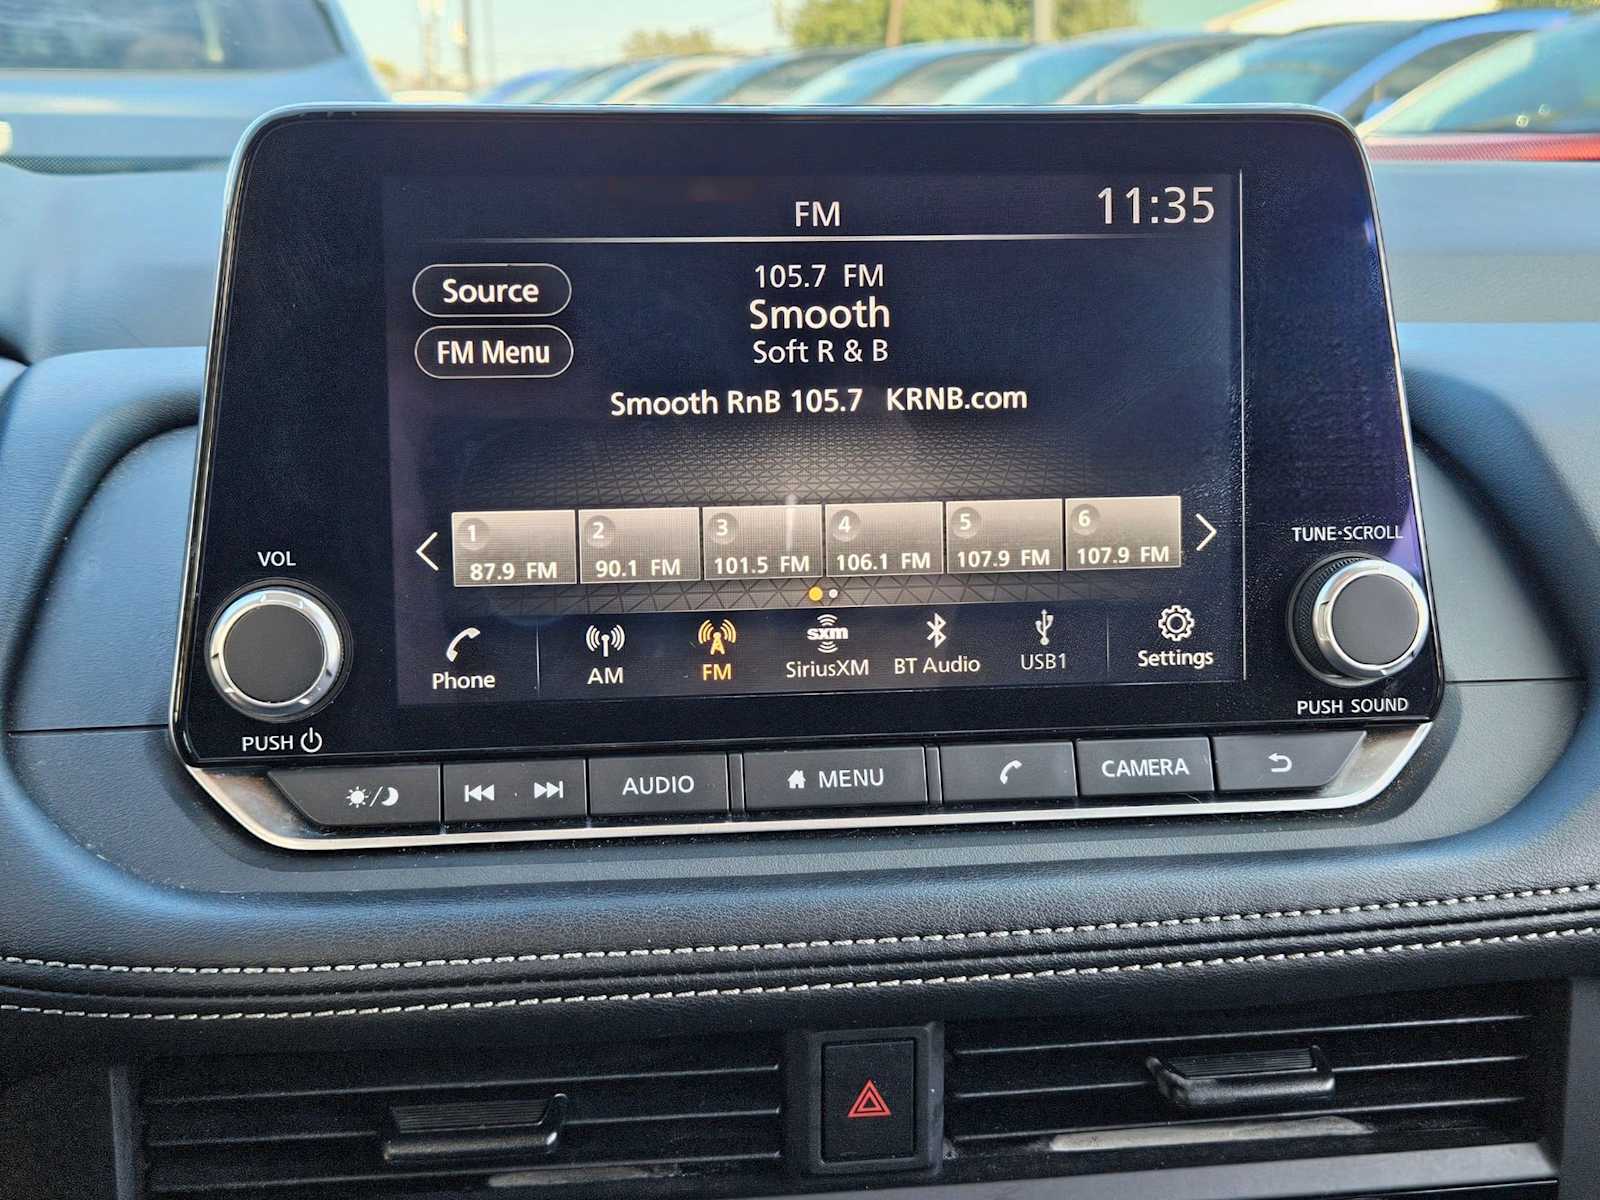 FM 11:35
Source
FM Menu
105.7 FM
Smooth
Soft R & B
Smooth RnB 105.7 KRNB.com
1 2 3 4 5 6
87.9 FM 90.1 FM 101.5 FM 106.1 FM 107.9 FM 107.9 FM
VOL
TUNE·SCROLL
Phone AM FM sxm SiriusXM BT Audio USB1 Settings
PUSH
PUSH SOUND
AUDIO MENU CAMERA